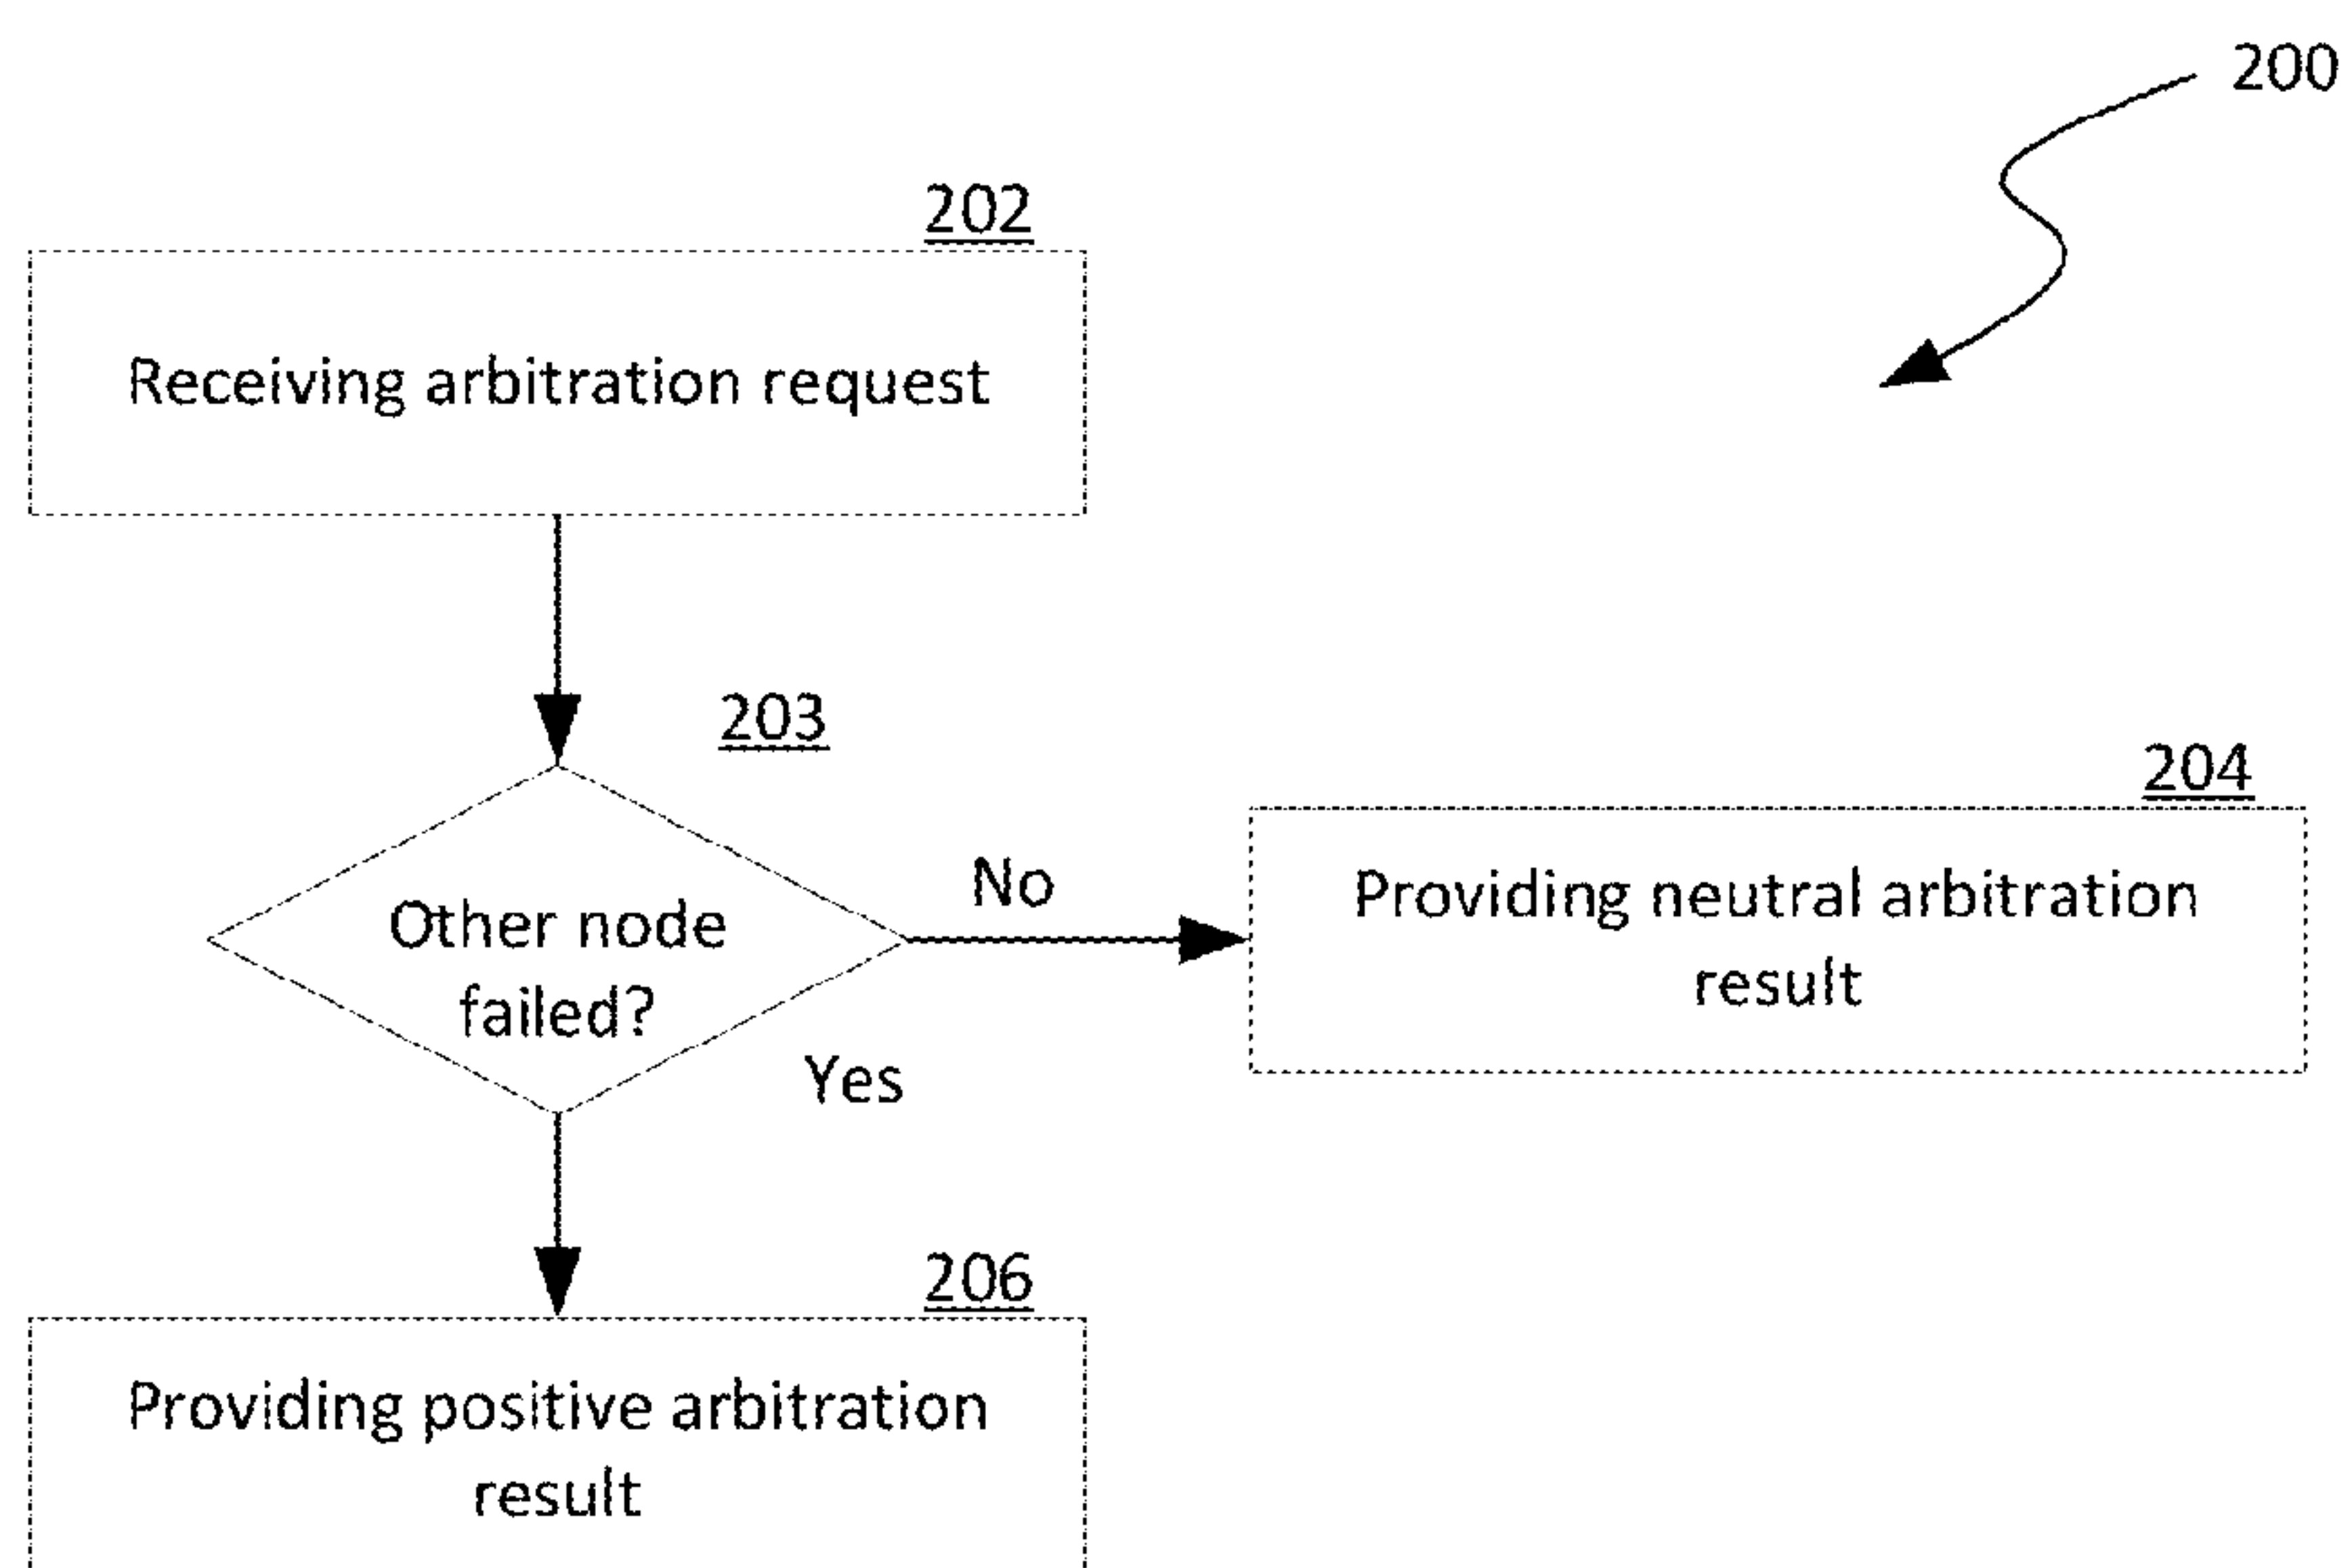 200
202
Receiving arbitration request
203
Other node
failed?
No
Yes
204
Providing neutral arbitration
result
206
Providing positive arbitration
result